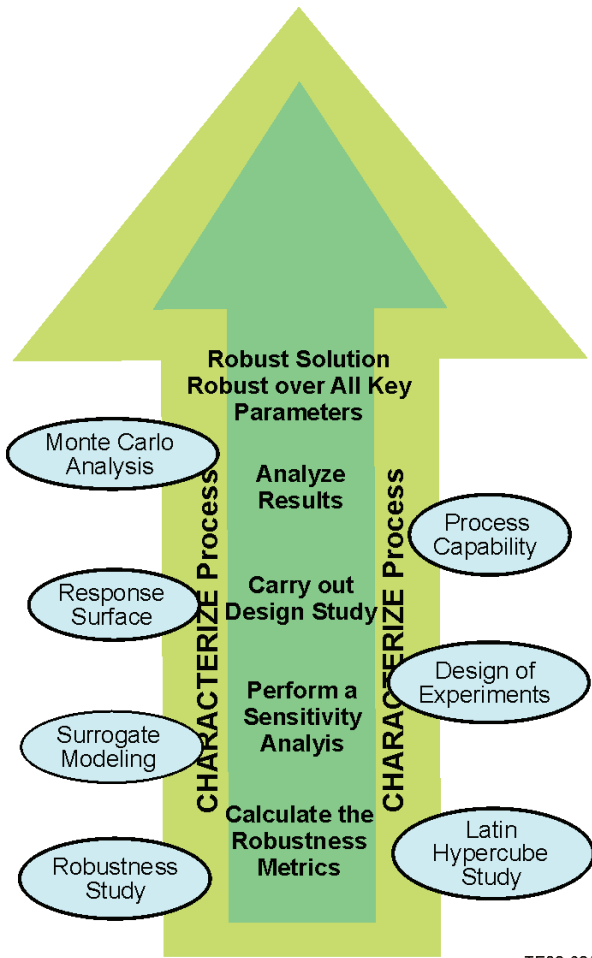 Robust Solution
Robust over All Key
Parameters
Monte Carlo
Analysis
Analyze
Results
CHARACTERIZE Process
CHARACTERIZE Process
Process
Capability
Response
Surface
Carry out
Design Study
Design of
Experiments
Perform a
Sensitivity
Analyis
Surrogate
Modeling
Calculate the
Robustness
Metrics
Latin
Hypercube
Study
Robustness
Study